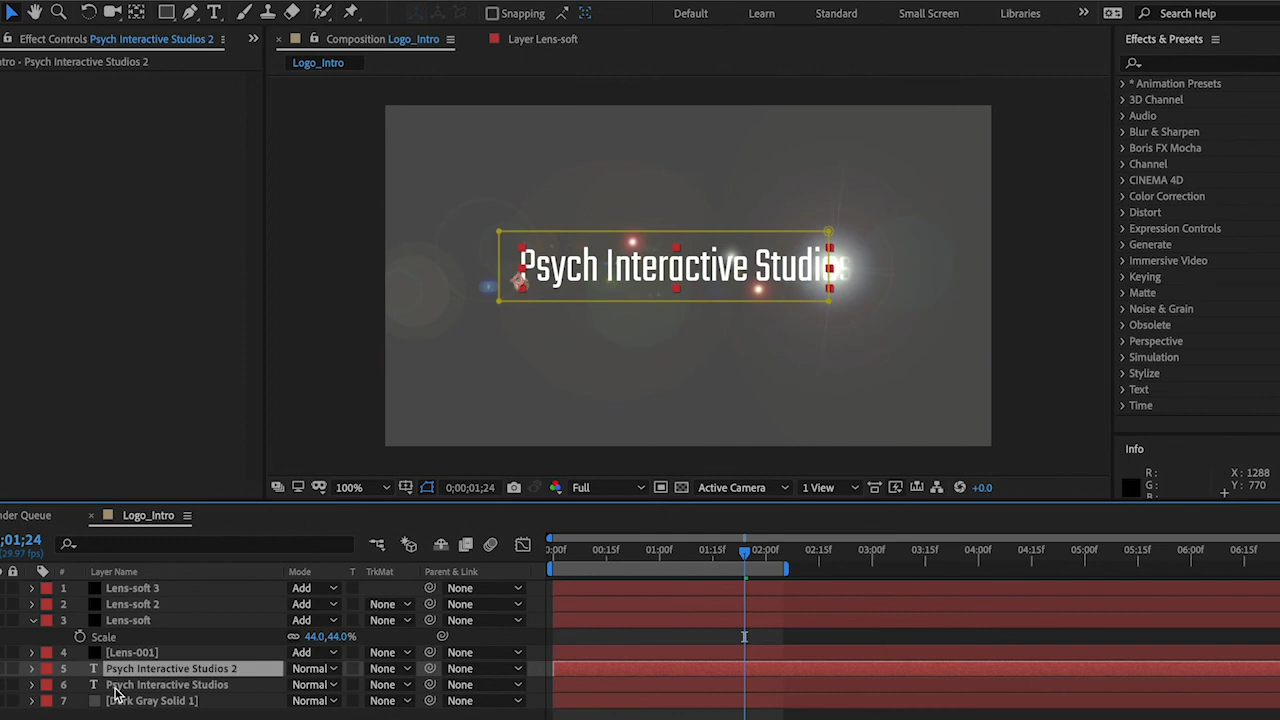 Snapping
Default
Learn
Standard
Small Screen
Libraries
Search Help
Effect Controls Psych Interactive Studios 2
Composition Logo_Intro
Layer Lens-soft
Effects & Presets
tro • Psych Interactive Studios 2
Logo_Intro
* Animation Presets
3D Channel
Audio
Blur & Sharpen
Boris FX Mocha
Channel
CINEMA 4D
Color Correction
Distort
Expression Controls
Generate
Immersive Video
Keying
Matte
Noise & Grain
Obsolete
Perspective
Simulation
Stylize
Text
Time
Psych Interactive Studios
Info
R:
G:
B:
X: 1288
Y: 770
100%
0;00;01;24
Full
Active Camera
1 View
+0.0
nder Queue
Logo_Intro
;01;24
(29.97 fps)
:00f
00:15f
01:00f
01:15f
02:00f
02:15f
03:00f
03:15f
04:00f
04:15f
05:00f
05:15f
06:00f
06:15f
# Layer Name Mode T TrkMat Parent & Link
1 Lens-soft 3 Add None
2 Lens-soft 2 Add None None
3 Lens-soft Add None None
Scale 44.0,44.0%
4 [Lens-001] Add None None
5 T Psych Interactive Studios 2 Normal None None
6 T Psych Interactive Studios Normal None None
7 [Dark Gray Solid 1] Normal None None